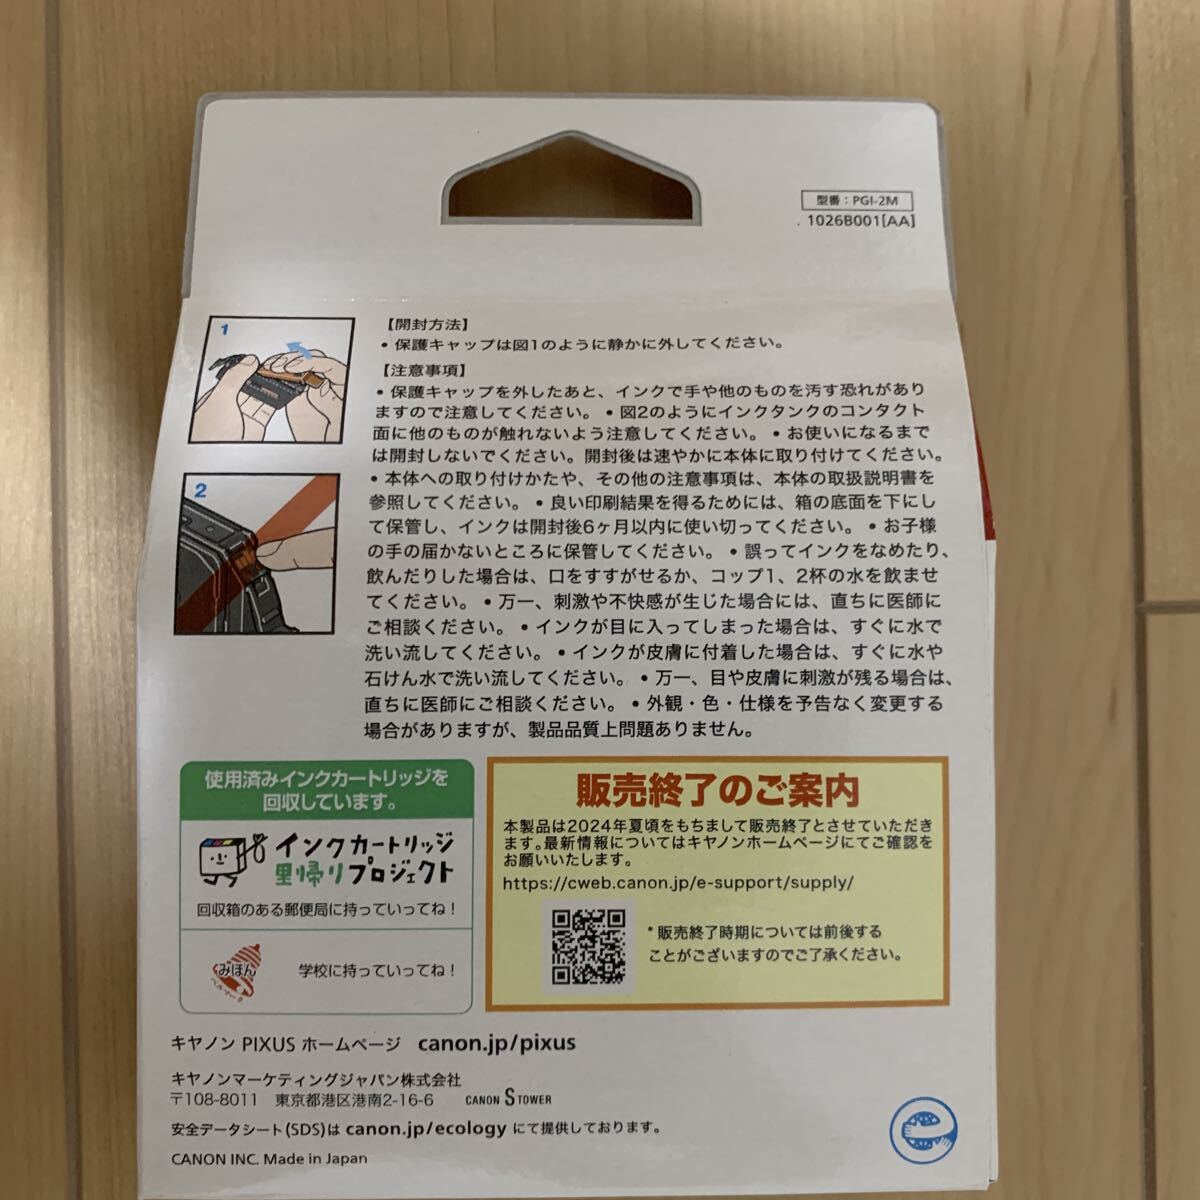 型番：PGI-2M
1026B001[AA]
1
【開封方法】
・保護キャップは図1のように静かに外してください。
【注意事項】
・保護キャップを外したあと、インクで手や他のものを汚す恐れがあり
ますので注意してください。・図2のようにインクタンクのコンタクト
面に他のものが触れないよう注意してください。・お使いになるまで
は開封しないでください。開封後は速やかに本体に取り付けてください。
2
・本体への取り付けかたや、その他の注意事項は、本体の取扱説明書を
参照してください。・良い印刷結果を得るためには、箱の底面を下にし
て保管し、インクは開封後6ヶ月以内に使い切ってください。・お子様
の手の届かないところに保管してください。・誤ってインクをなめたり、
飲んだりした場合は、口をすすがせるか、コップ1、2杯の水を飲ませ
てください。・万一、刺激や不快感が生じた場合には、直ちに医師に
ご相談ください。・インクが目に入ってしまった場合は、すぐに水で
洗い流してください。・インクが皮膚に付着した場合は、すぐに水や
石けん水で洗い流してください。・万一、目や皮膚に刺激が残る場合は、
直ちに医師にご相談ください。・外観・色・仕様を予告なく変更する
場合がありますが、製品品質上問題ありません。
使用済みインクカートリッジを
回収しています。
インクカートリッジ
里帰りプロジェクト
回収箱のある郵便局に持っていってね！
みほん
ベルマーク
学校に持っていってね！
販売終了のご案内
本製品は2024年夏頃をもちまして販売終了とさせていただき
ます。最新情報についてはキヤノンホームページにてご確認を
お願いいたします。
https://cweb.canon.jp/e-support/supply/
*販売終了時期については前後する
ことがございますのでご了承ください。
キヤノン PIXUS ホームページ canon.jp/pixus
キヤノンマーケティングジャパン株式会社
〒108-8011 東京都港区港南2-16-6 CANON S TOWER
安全データシート(SDS)は canon.jp/ecology にて提供しております。
CANON INC. Made in Japan